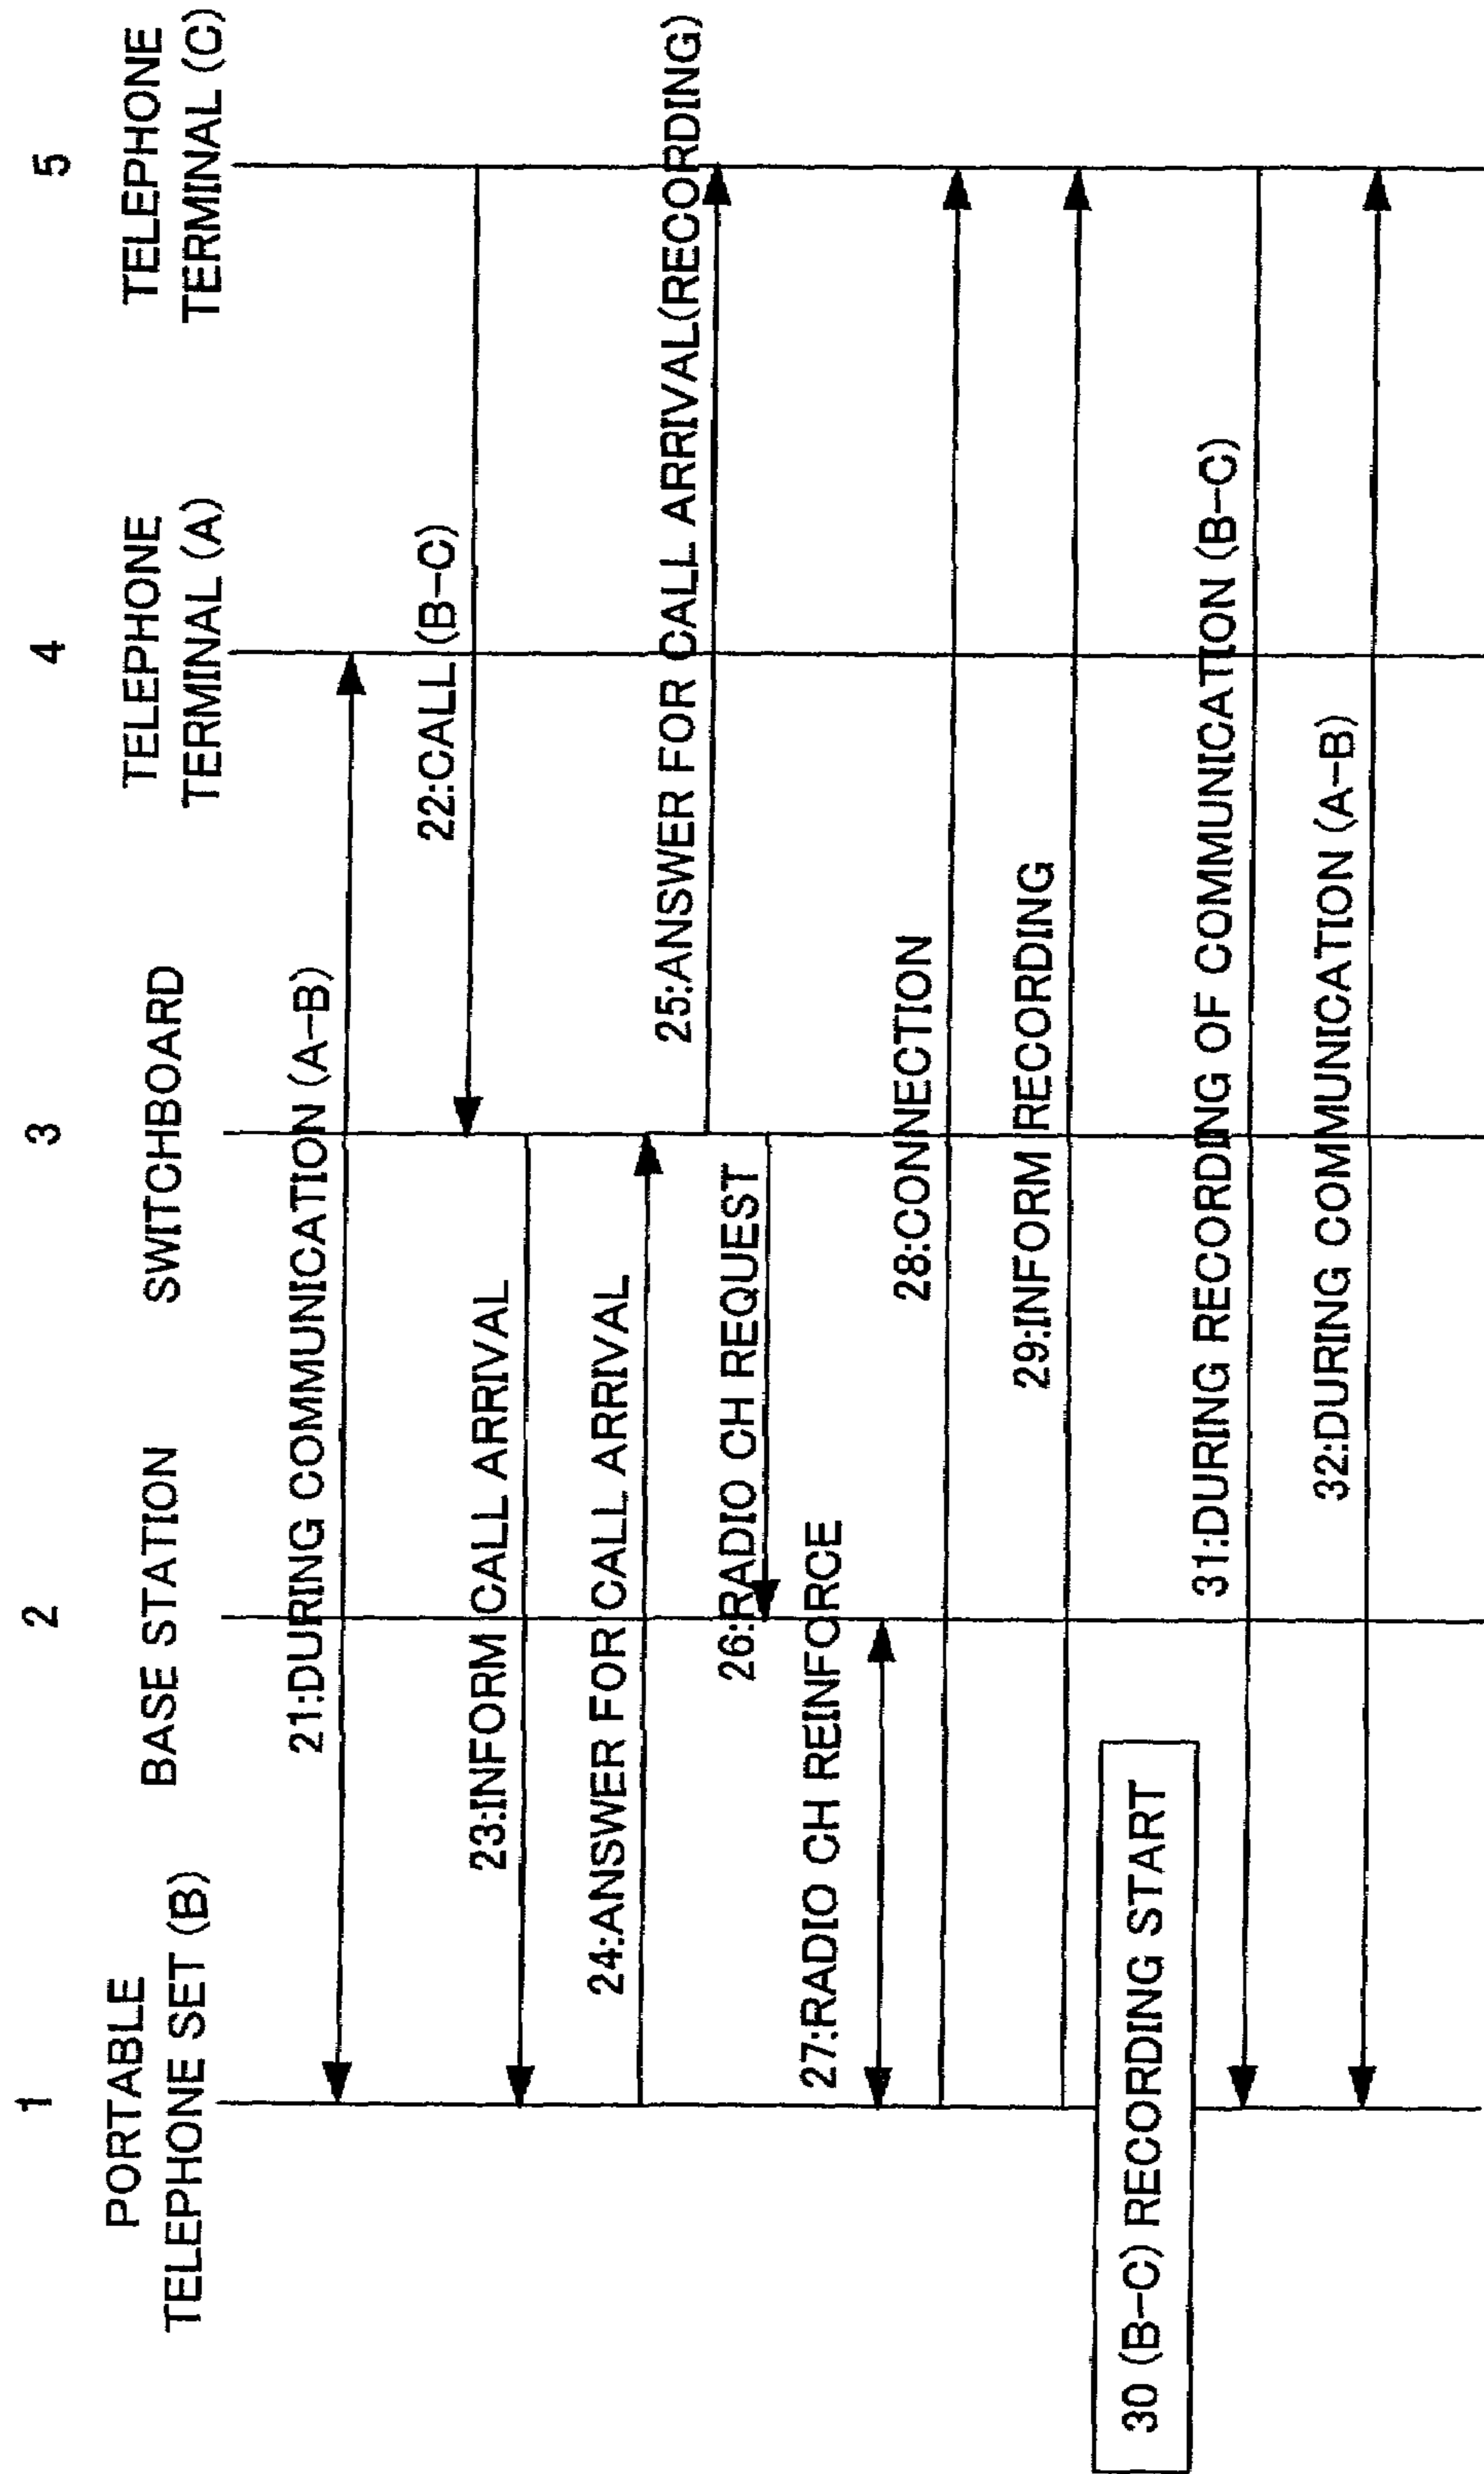 1
PORTABLE
TELEPHONE SET (B)
2
BASE STATION
3
SWITCHBOARD
4
TELEPHONE
TERMINAL (A)
5
TELEPHONE
TERMINAL (C)
21:DURING COMMUNICATION (A-B)
22:CALL (B-C)
23:INFORM CALL ARRIVAL
24:ANSWER FOR CALL ARRIVAL
25:ANSWER FOR CALL ARRIVAL(RECORDING)
26:RADIO CH REQUEST
27:RADIO CH REINFORCE
28:CONNECTION
29:INFORM RECORDING
30 (B-C) RECORDING START
31:DURING RECORDING OF COMMUNICATION (B-C)
32:DURING COMMUNICATION (A-B)